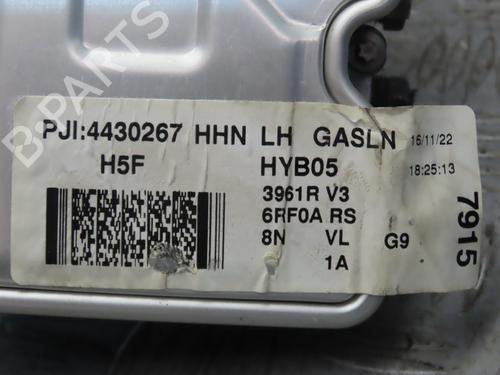 PJI:4430267 HHN LH GASLN 16/11/22
H5F HYB05 18:25:13
3961R V3
6RF0A RS
8N VL G9
1A
7915